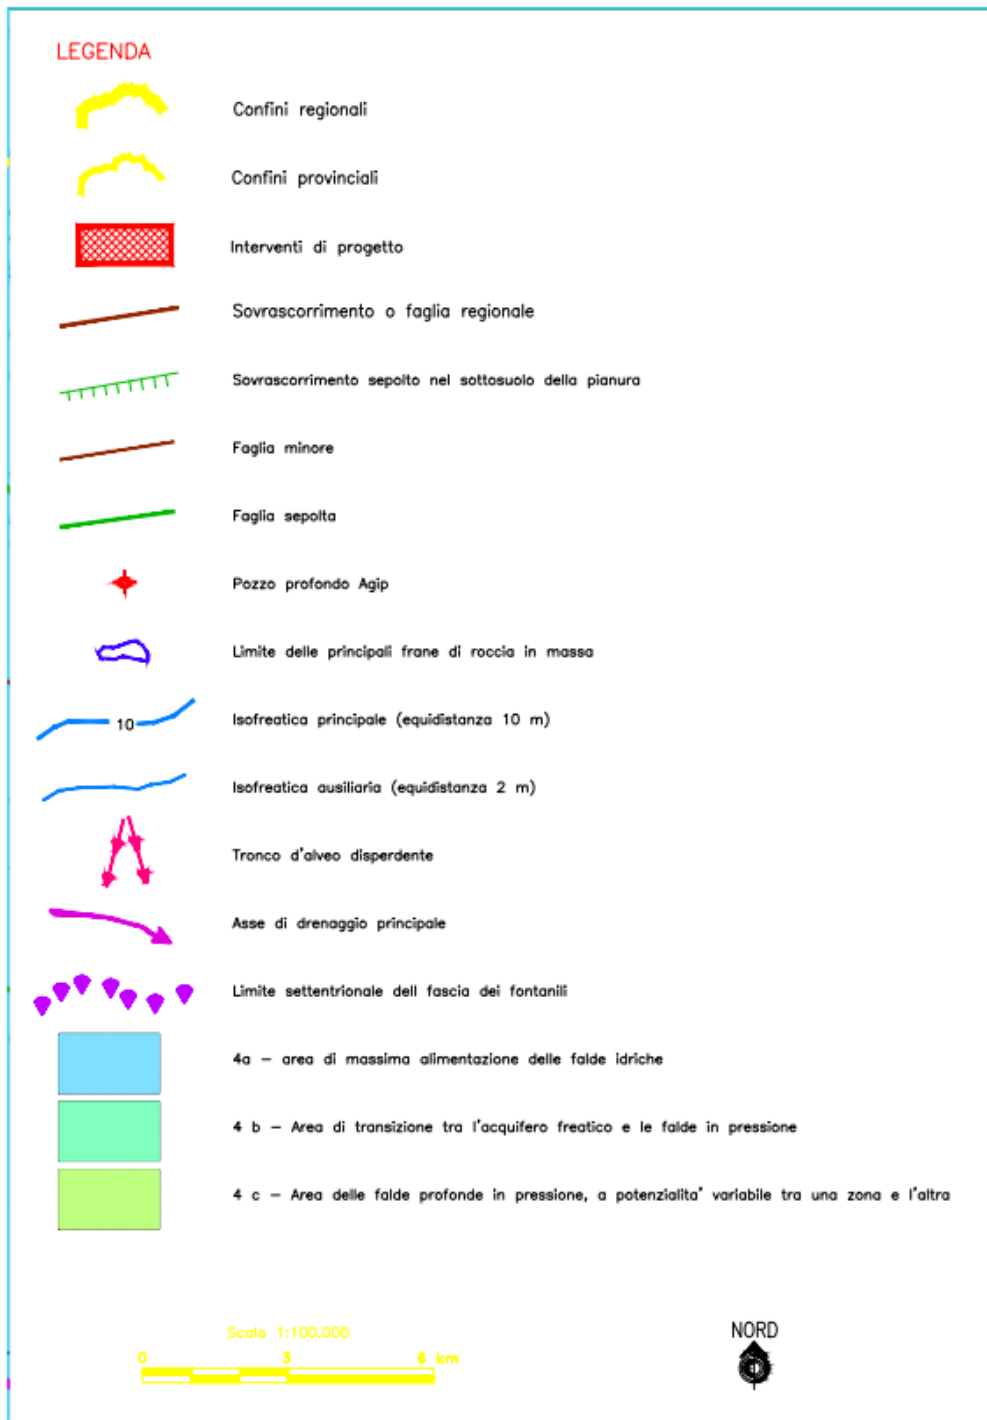 LEGENDA
Confini regionali
Confini provinciali
Interventi di progetto
Sovrascorrimento o faglia regionale
Sovrascorrimento sepolto nel sottosuolo della pianura
Faglia minore
Faglia sepolta
Pozzo profondo Agip
Limite delle principali frane di roccia in massa
10 Isofreatica principale (equidistanza 10 m)
Isofreatica ausiliaria (equidistanza 2 m)
Tronco d'alveo disperdente
Asse di drenaggio principale
Limite settentrionale dell fascia dei fontanili
4a – area di massima alimentazione delle falde idriche
4 b – Area di transizione tra l'acquifero freatico e le falde in pressione
4 c – Area delle falde profonde in pressione, a potenzialita' variabile tra una zona e l'altra
Scala 1:100.000
0 3 6 km
NORD